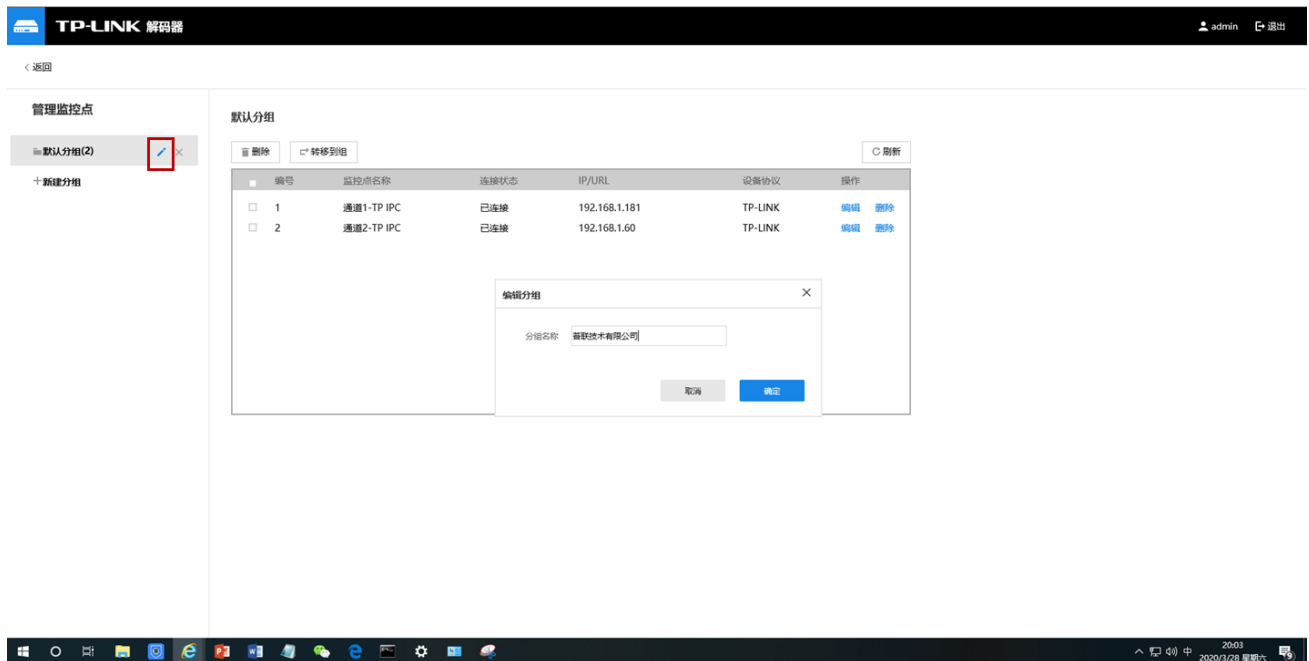 TP-LINK 解码器
admin 退出
返回
管理监控点
默认分组(2)
新建分组
默认分组
删除 转移到组 刷新
编号 监控点名称 连接状态 IP/URL 设备协议 操作
1 通道1-TP IPC 已连接 192.168.1.181 TP-LINK 编辑 删除
2 通道2-TP IPC 已连接 192.168.1.60 TP-LINK 编辑 删除
编辑分组
分组名称 普联技术有限公司
取消 确定
中
20:03
2020/3/28 星期六